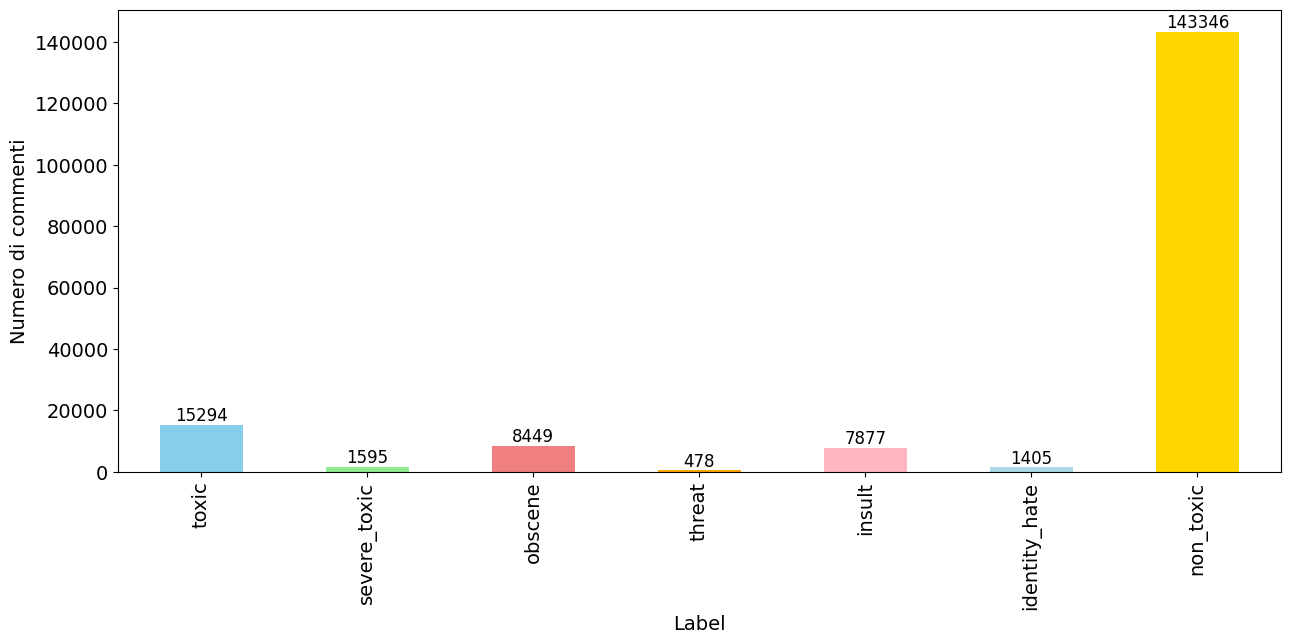 Numero di commenti
140000
120000
100000
80000
60000
40000
20000
0
15294
1595
8449
478
7877
1405
143346
toxic
severe_toxic
obscene
threat
insult
identity_hate
non_toxic
Label